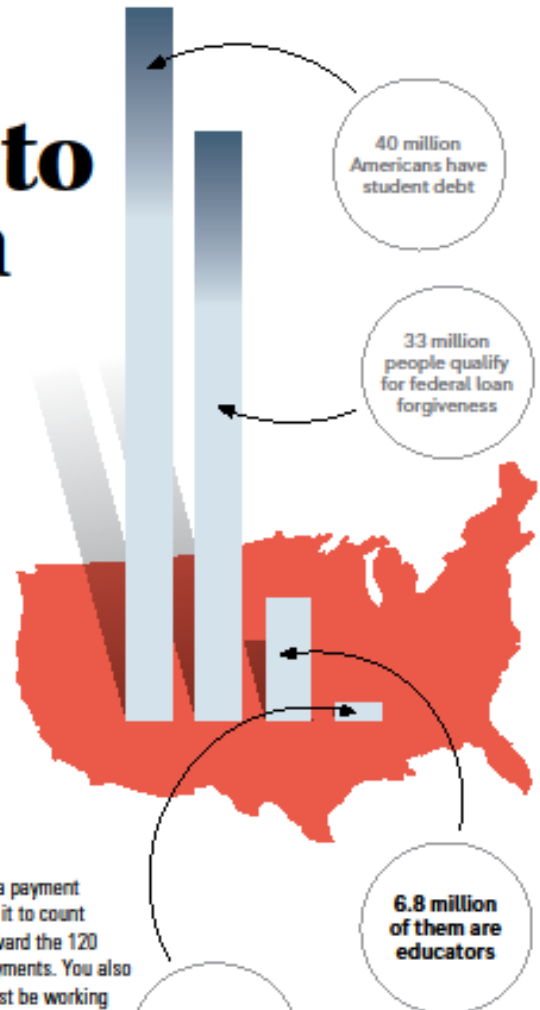 to
40 million
Americans have
student debt
33 million
people qualify
for federal loan
forgiveness
6.8 million
of them are
educators
a payment
it to count
ward the 120
yments. You also
st be working